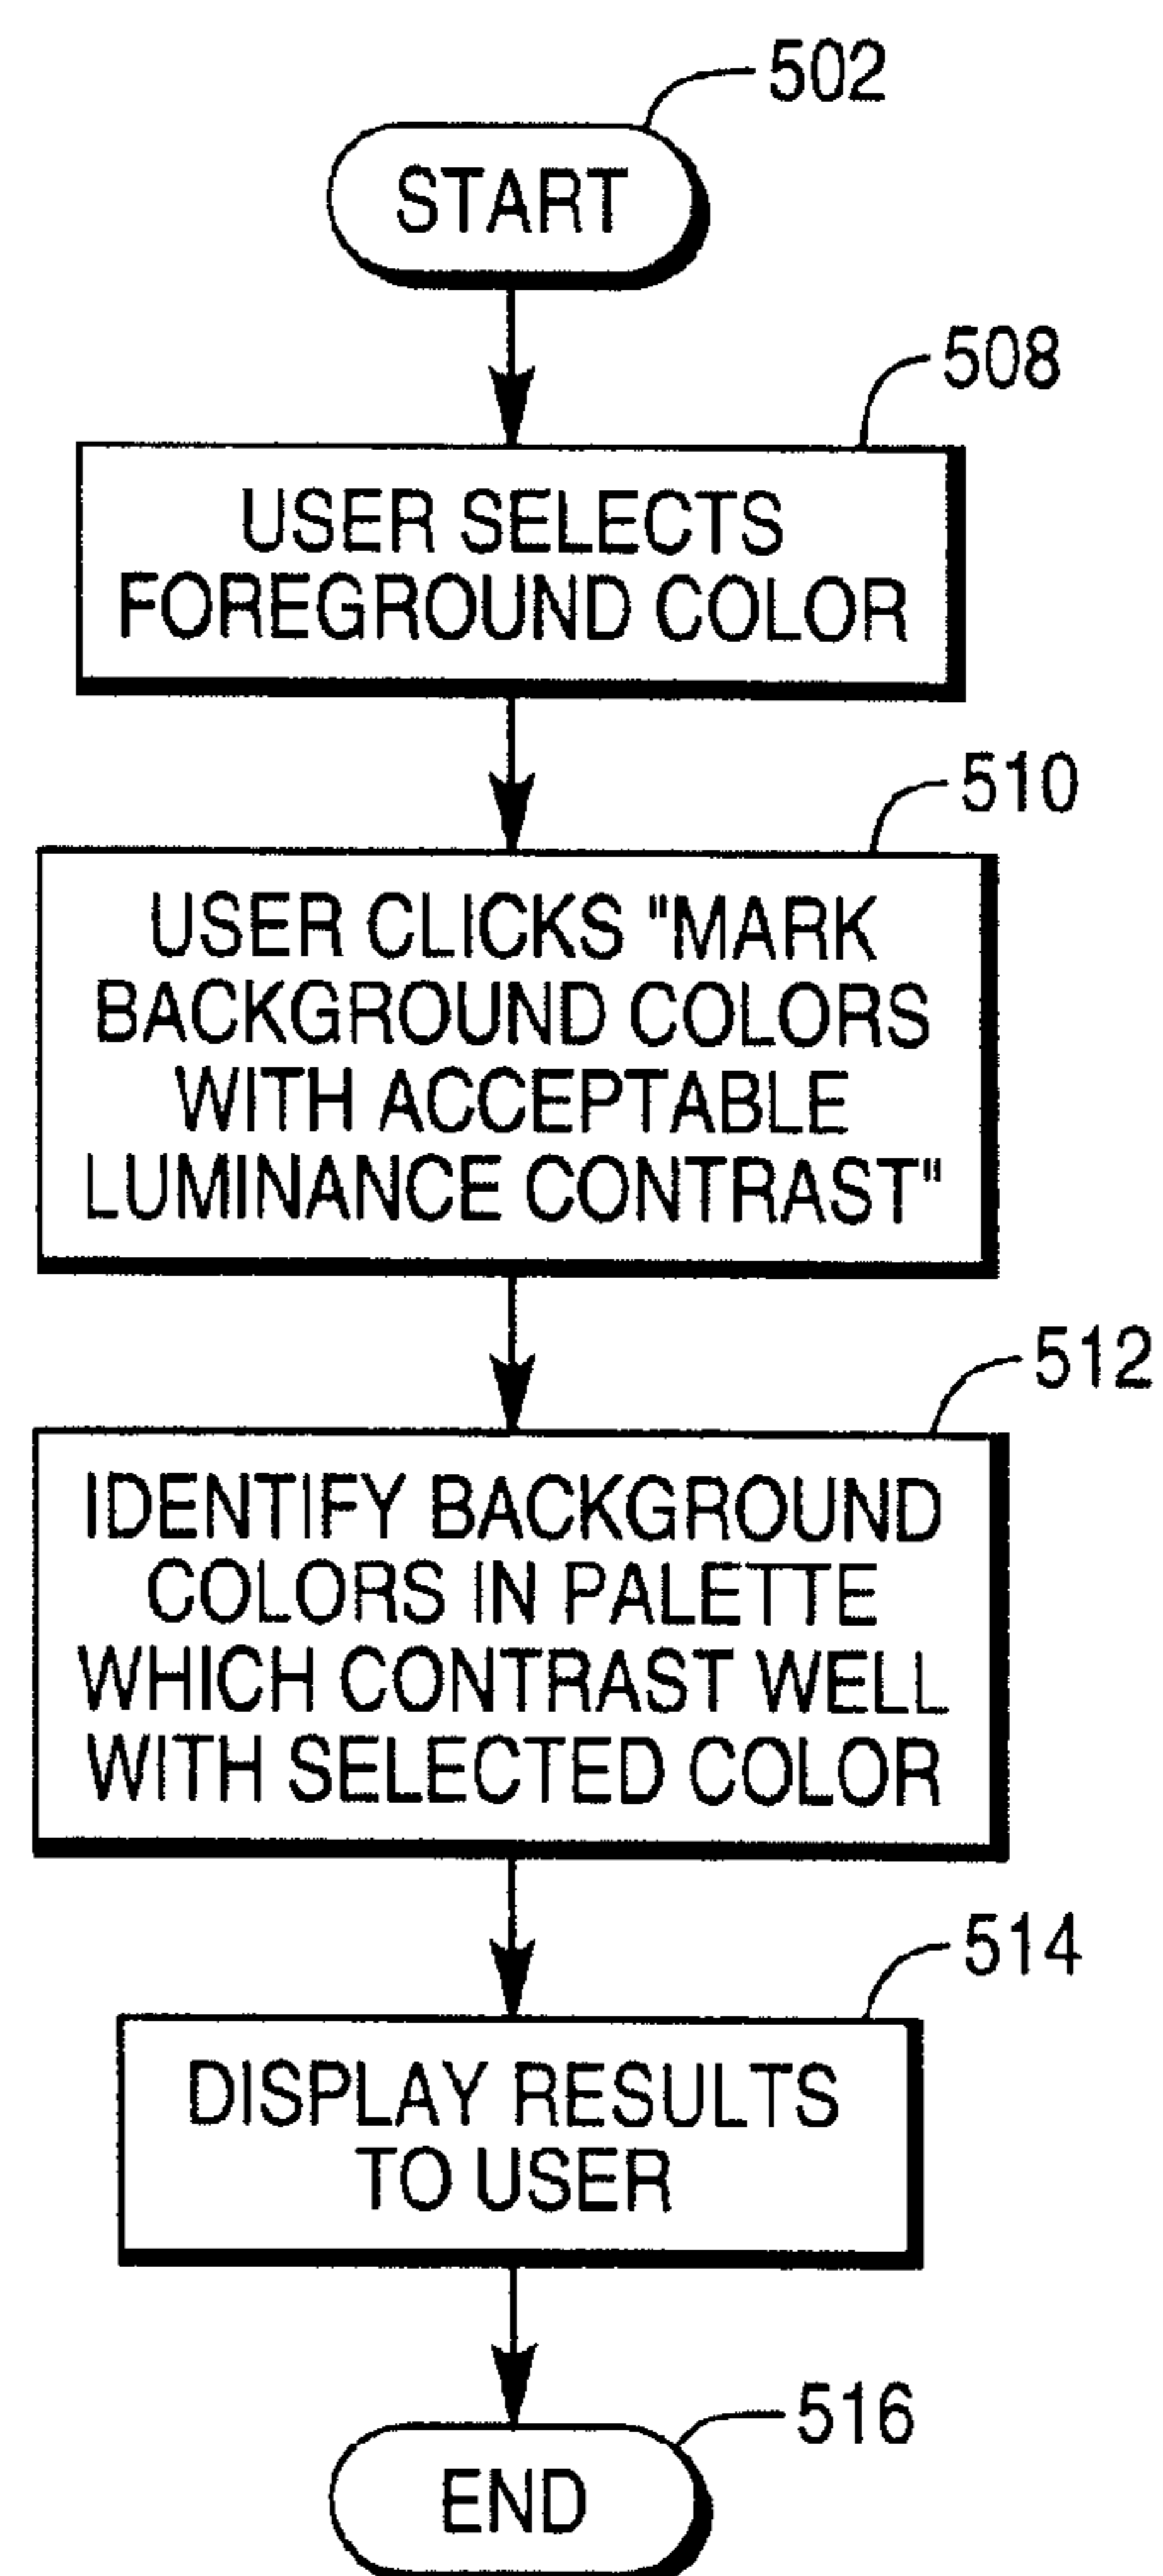 502
START
508
USER SELECTS
FOREGROUND COLOR
510
USER CLICKS "MARK
BACKGROUND COLORS
WITH ACCEPTABLE
LUMINANCE CONTRAST"
512
IDENTIFY BACKGROUND
COLORS IN PALETTE
WHICH CONTRAST WELL
WITH SELECTED COLOR
514
DISPLAY RESULTS
TO USER
516
END